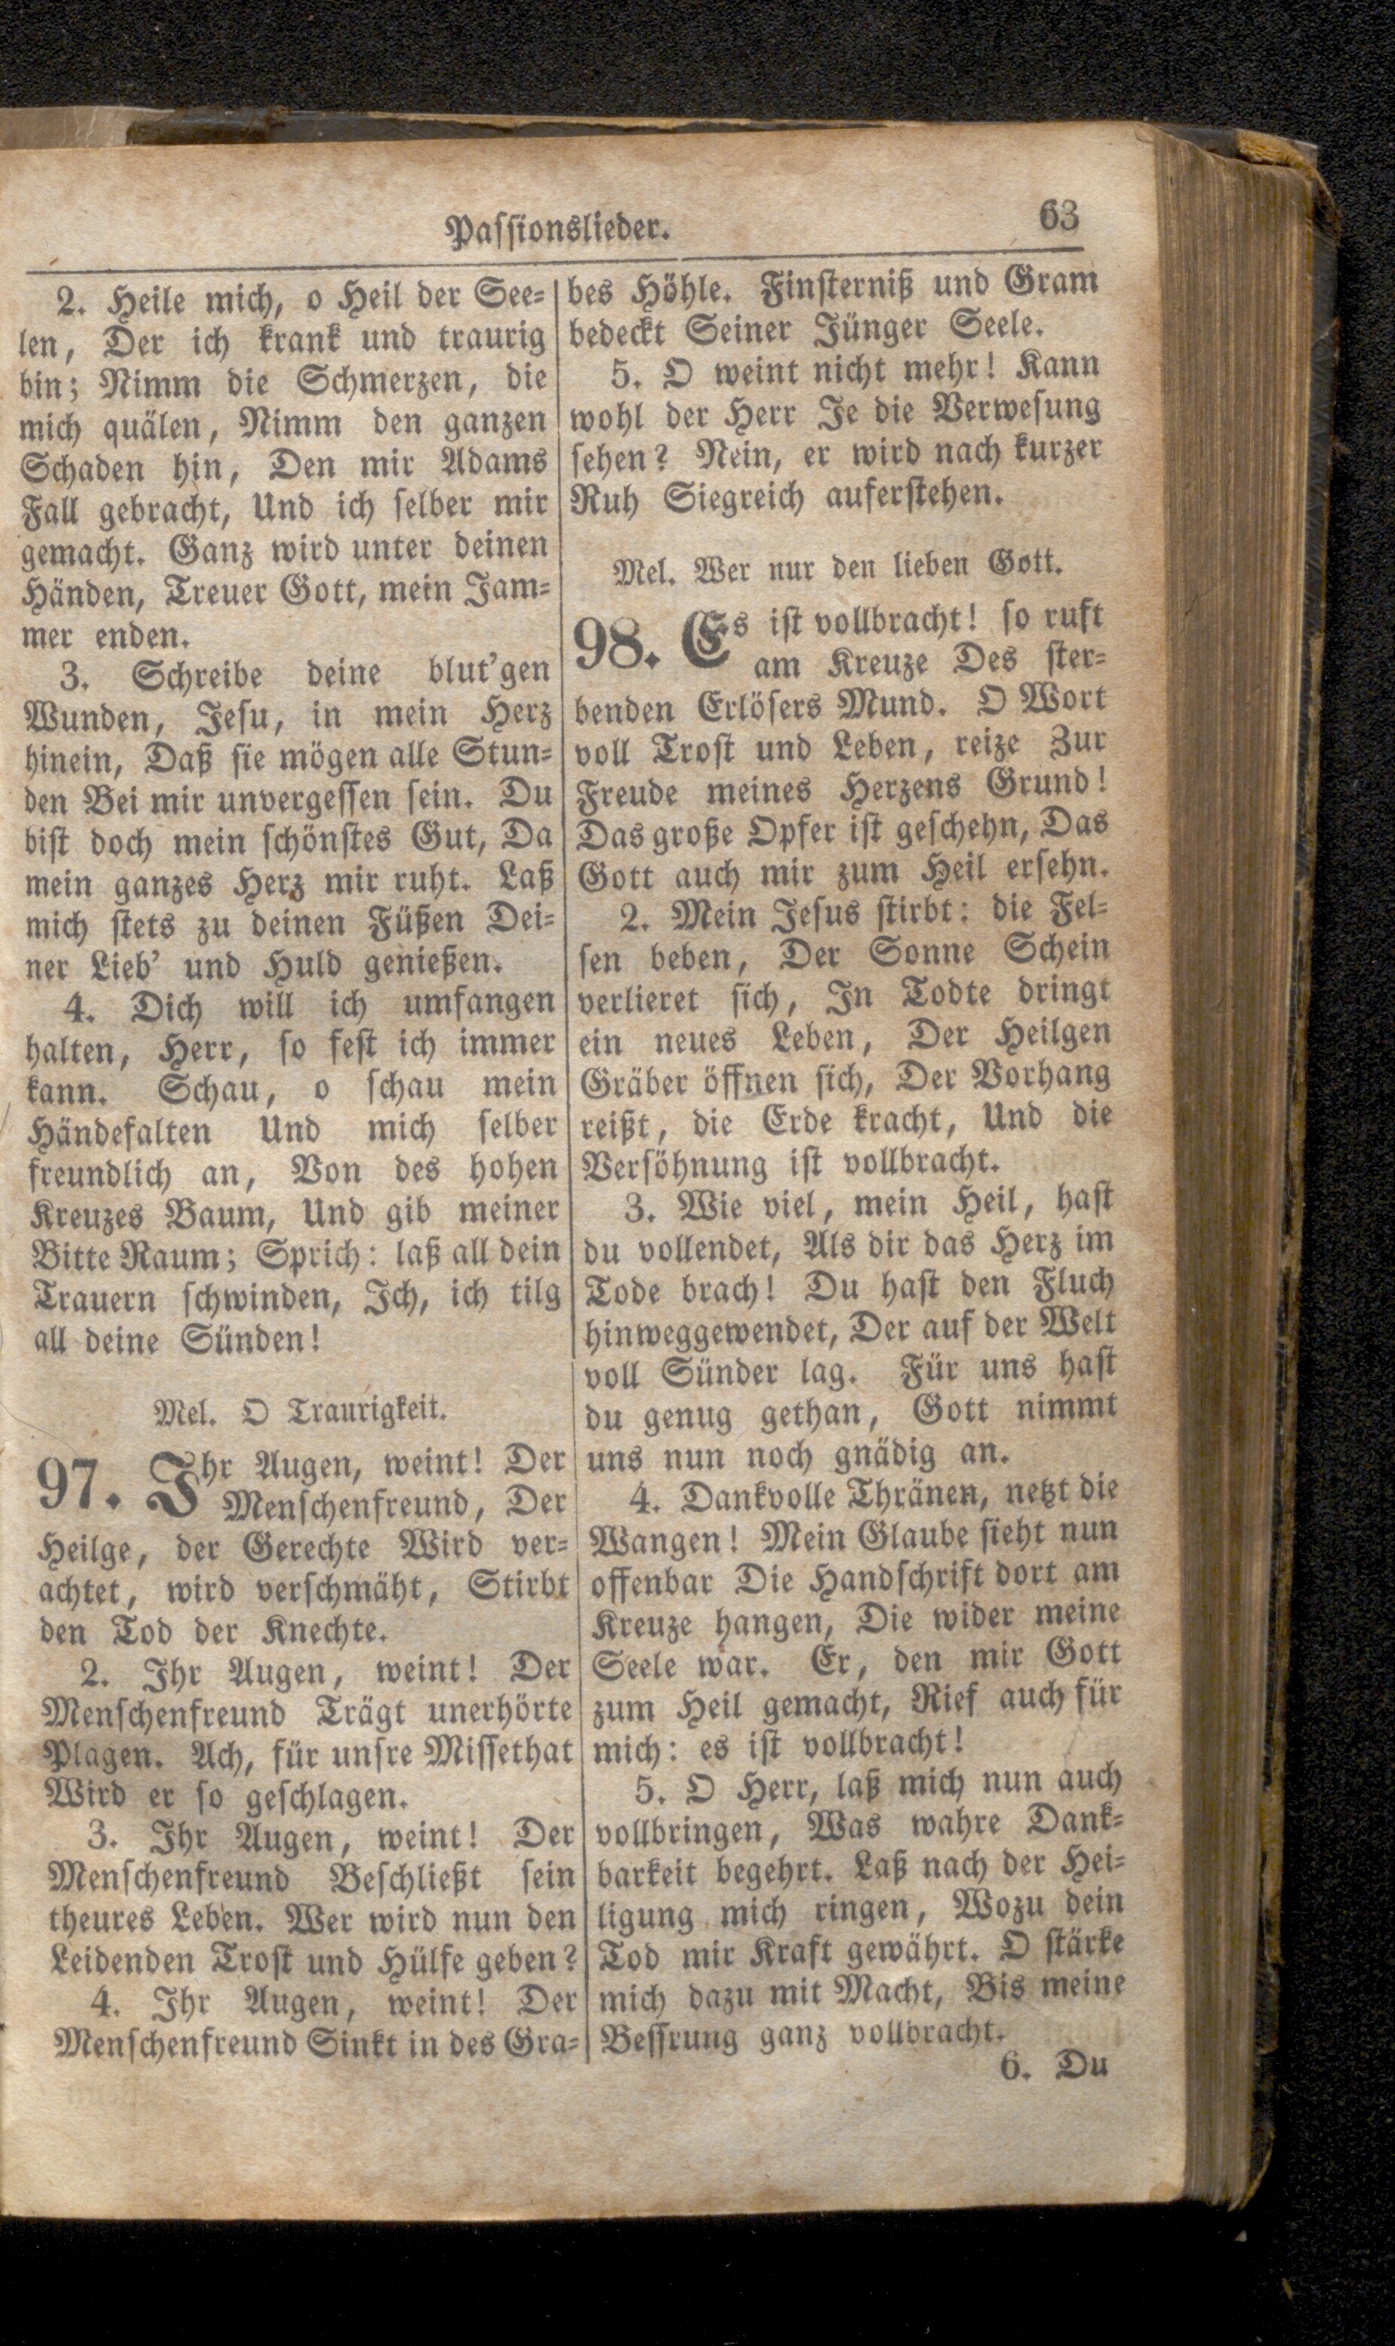 Passionslieder.
63
2. Heile mich, o Heil der See-
len, Der ich krank und traurig
bin; Nimm die Schmerzen, die
mich quälen, Nimm den ganzen
Schaden hin, Den mir Adams
Fall gebracht, Und ich selber mir
gemacht. Ganz wird unter deinen
Händen, Treuer Gott, mein Jam-
mer enden.
3. Schreibe deine blut'gen
Wunden, Jesu, in mein Herz
hinein, Daß sie mögen alle Stun-
den Bei mir unvergessen sein. Du
bist doch mein schönstes Gut, Da
mein ganzes Herz mir ruht. Laß
mich stets zu deinen Füßen Dei-
ner Lieb' und Huld genießen.
4. Dich will ich umfangen
halten, Herr, so fest ich immer
kann. Schau, o schau mein
Händefalten Und mich selber
freundlich an, Von des hohen
Kreuzes Baum, Und gib meiner
Bitte Raum; Sprich: laß all dein
Trauern schwinden, Ich, ich tilg
all deine Sünden!
Mel. O Traurigkeit.
97. Ihr Augen, weint! Der
Menschenfreund, Der
Heilge, der Gerechte Wird ver-
achtet, wird verschmäht, Stirbt
den Tod der Knechte.
2. Ihr Augen, weint! Der
Menschenfreund Trägt unerhörte
Plagen. Ach, für unsre Missethat
Wird er so geschlagen.
3. Ihr Augen, weint! Der
Menschenfreund Beschließt sein
theures Leben. Wer wird nun den
Leidenden Trost und Hülfe geben?
4. Ihr Augen, weint! Der
Menschenfreund Sinkt in des Gra-
bes Höhle. Finsterniß und Gram
bedeckt Seiner Jünger Seele.
5. O weint nicht mehr! Kann
wohl der Herr Je die Verwesung
sehen? Nein, er wird nach kurzer
Ruh Siegreich auferstehen.
Mel. Wer nur den lieben Gott.
98. Es ist vollbracht! so ruft
am Kreuze Des ster-
benden Erlösers Mund. O Wort
voll Trost und Leben, reize Zur
Freude meines Herzens Grund!
Das große Opfer ist geschehn, Das
Gott auch mir zum Heil ersehn.
2. Mein Jesus stirbt: die Fel-
sen beben, Der Sonne Schein
verlieret sich, In Todte dringt
ein neues Leben, Der Heilgen
Gräber öffnen sich, Der Vorhang
reißt, die Erde kracht, Und die
Versöhnung ist vollbracht.
3. Wie viel, mein Heil, hast
du vollendet, Als dir das Herz im
Tode brach! Du hast den Fluch
hinweggewendet, Der auf der Welt
voll Sünder lag. Für uns hast
du genug gethan, Gott nimmt
uns nun noch gnädig an.
4. Dankvolle Thränen, netzt die
Wangen! Mein Glaube sieht nun
offenbar Die Handschrift dort am
Kreuze hangen, Die wider meine
Seele war. Er, den mir Gott
zum Heil gemacht, Rief auch für
mich: es ist vollbracht!
5. O Herr, laß mich nun auch
vollbringen, Was wahre Dank-
barkeit begehrt. Laß nach der Hei-
ligung mich ringen, Wozu dein
Tod mir Kraft gewährt. O stärke
mich dazu mit Macht, Bis meine
Bessrung ganz vollbracht.
6. Du